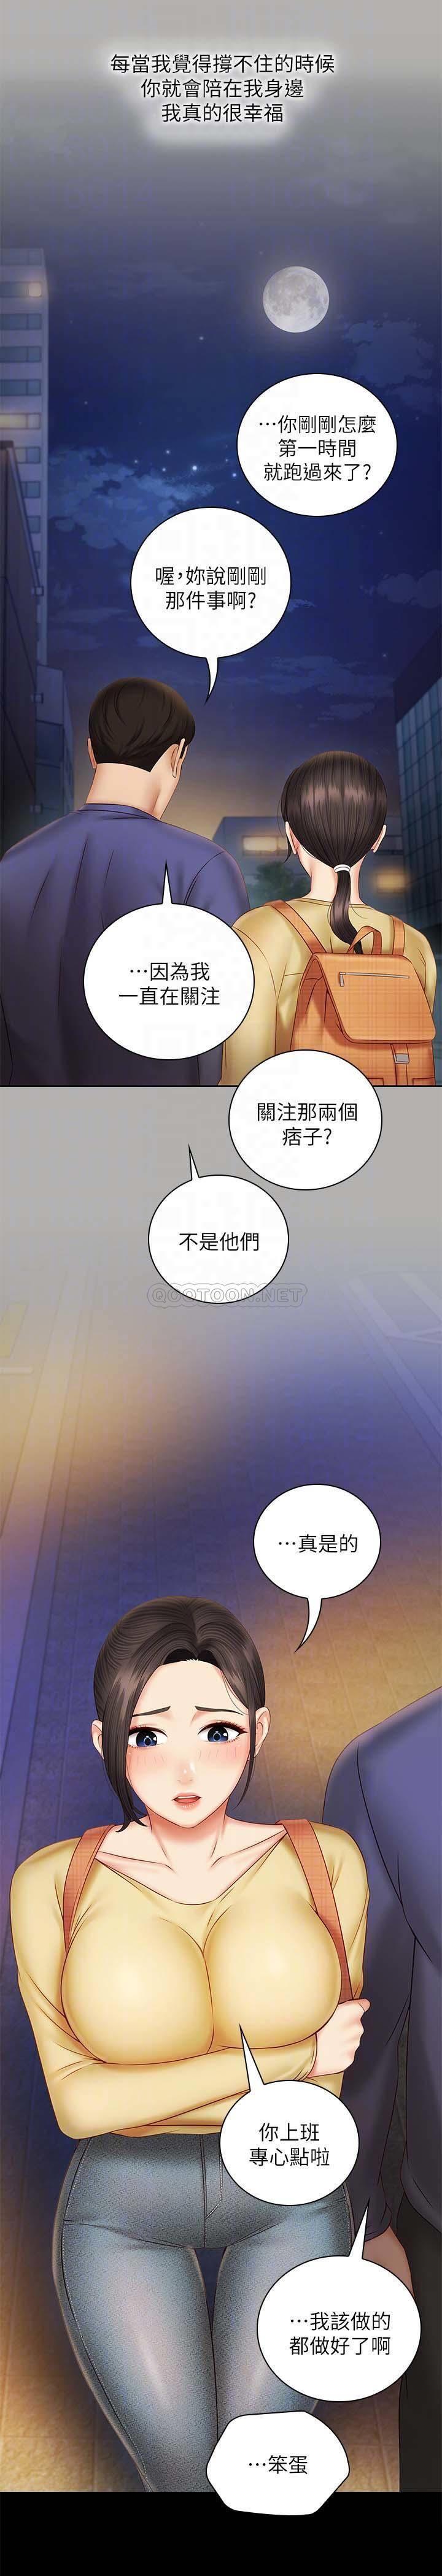 每當我覺得撐不住的時候
你就會陪在我身邊
我真的很幸福
…你剛剛怎麼
第一時間
就跑過來了?
喔,妳說剛剛
那件事啊?
…因為我
一直在關注
關注那兩個
痞子?
不是他們
QOOTOON.NET
…真是的
你上班
專心點啦
…我該做的
都做好了啊
…笨蛋